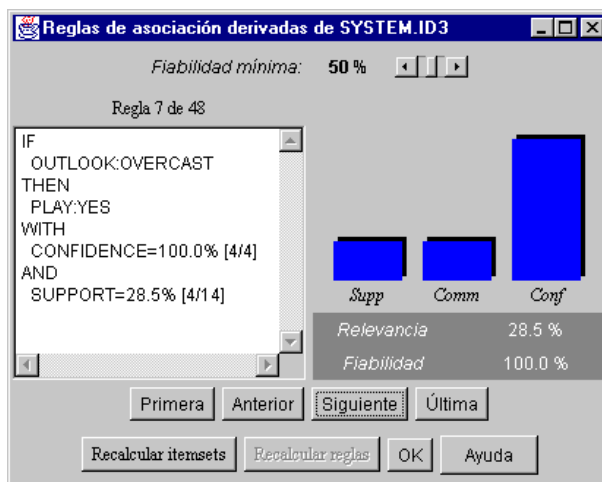 Reglas de asociación derivadas de SYSTEM.ID3
Fiabilidad mínima: 50 %
Regla 7 de 48
IF
OUTLOOK:OVERCAST
THEN
PLAY:YES
WITH
CONFIDENCE=100.0% [4/4]
AND
SUPPORT=28.5% [4/14]
Supp Comm Conf
Relevancia 28.5 %
Fiabilidad 100.0 %
Primera Anterior Siguiente Última
Recalcular itemsets Recalcular reglas OK Ayuda